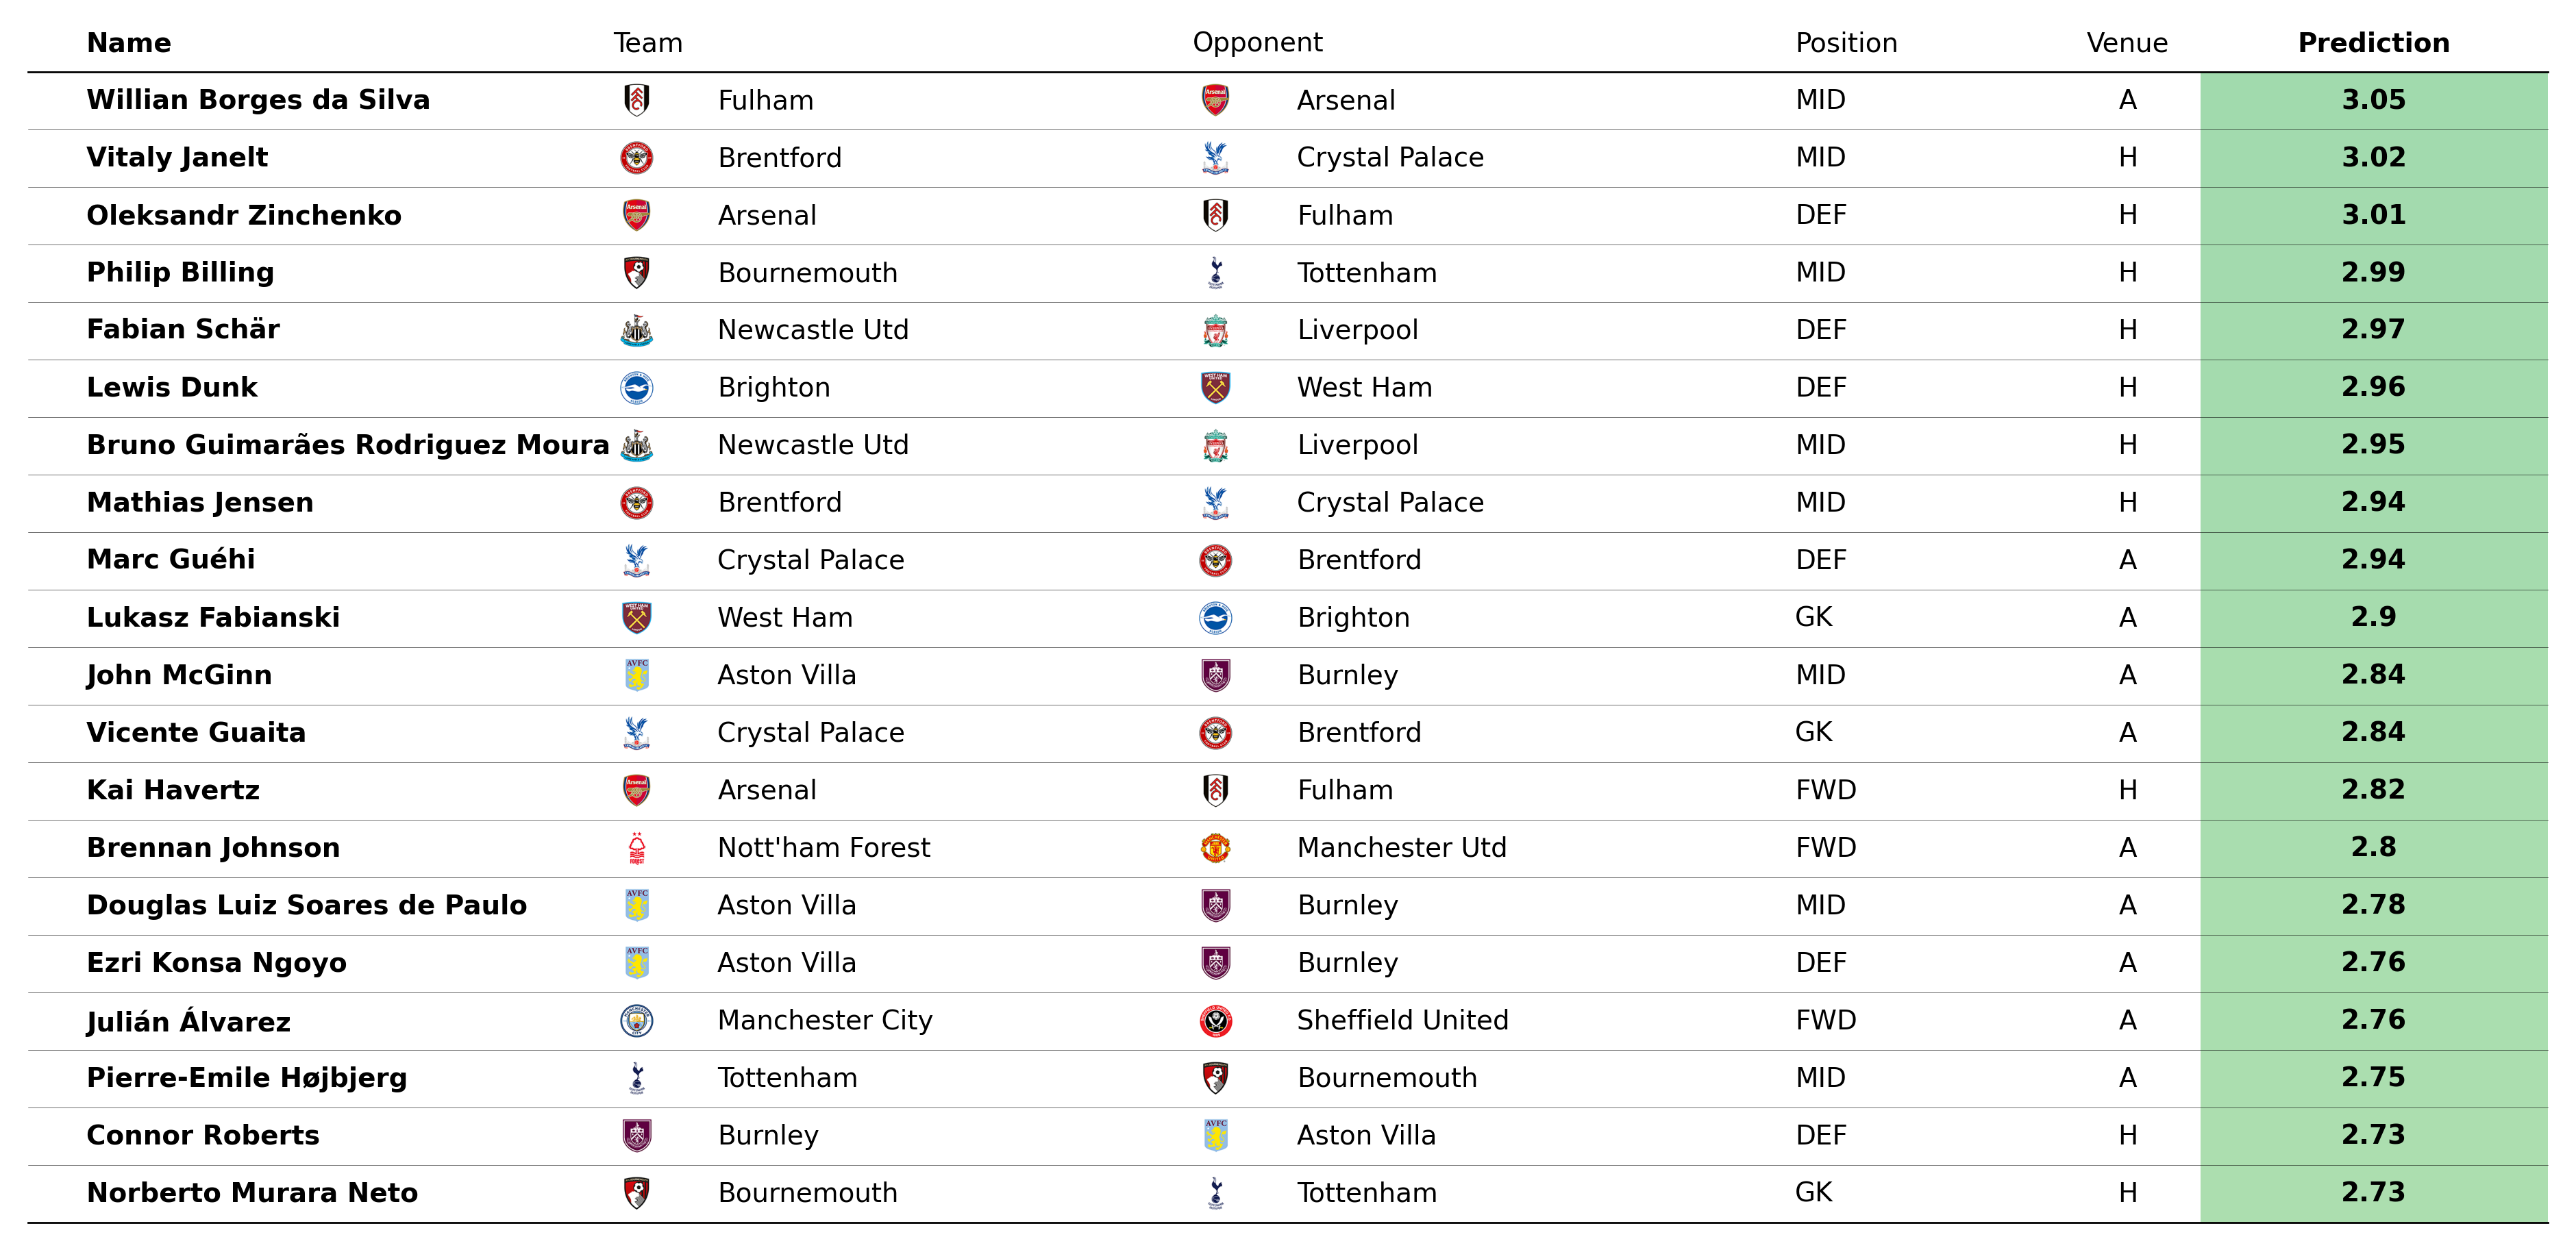 Name Team Opponent Position Venue Prediction
Willian Borges da Silva Fulham Arsenal MID A 3.05
Vitaly Janelt Brentford Crystal Palace MID H 3.02
Oleksandr Zinchenko Arsenal Fulham DEF H 3.01
Philip Billing Bournemouth Tottenham MID H 2.99
Fabian Schär Newcastle Utd Liverpool DEF H 2.97
Lewis Dunk Brighton West Ham DEF H 2.96
Bruno Guimarães Rodriguez Moura Newcastle Utd Liverpool MID H 2.95
Mathias Jensen Brentford Crystal Palace MID H 2.94
Marc Guéhi Crystal Palace Brentford DEF A 2.94
Lukasz Fabianski West Ham Brighton GK A 2.9
John McGinn Aston Villa Burnley MID A 2.84
Vicente Guaita Crystal Palace Brentford GK A 2.84
Kai Havertz Arsenal Fulham FWD H 2.82
Brennan Johnson Nott'ham Forest Manchester Utd FWD A 2.8
Douglas Luiz Soares de Paulo Aston Villa Burnley MID A 2.78
Ezri Konsa Ngoyo Aston Villa Burnley DEF A 2.76
Julián Álvarez Manchester City Sheffield United FWD A 2.76
Pierre-Emile Højbjerg Tottenham Bournemouth MID A 2.75
Connor Roberts Burnley Aston Villa DEF H 2.73
Norberto Murara Neto Bournemouth Tottenham GK H 2.73